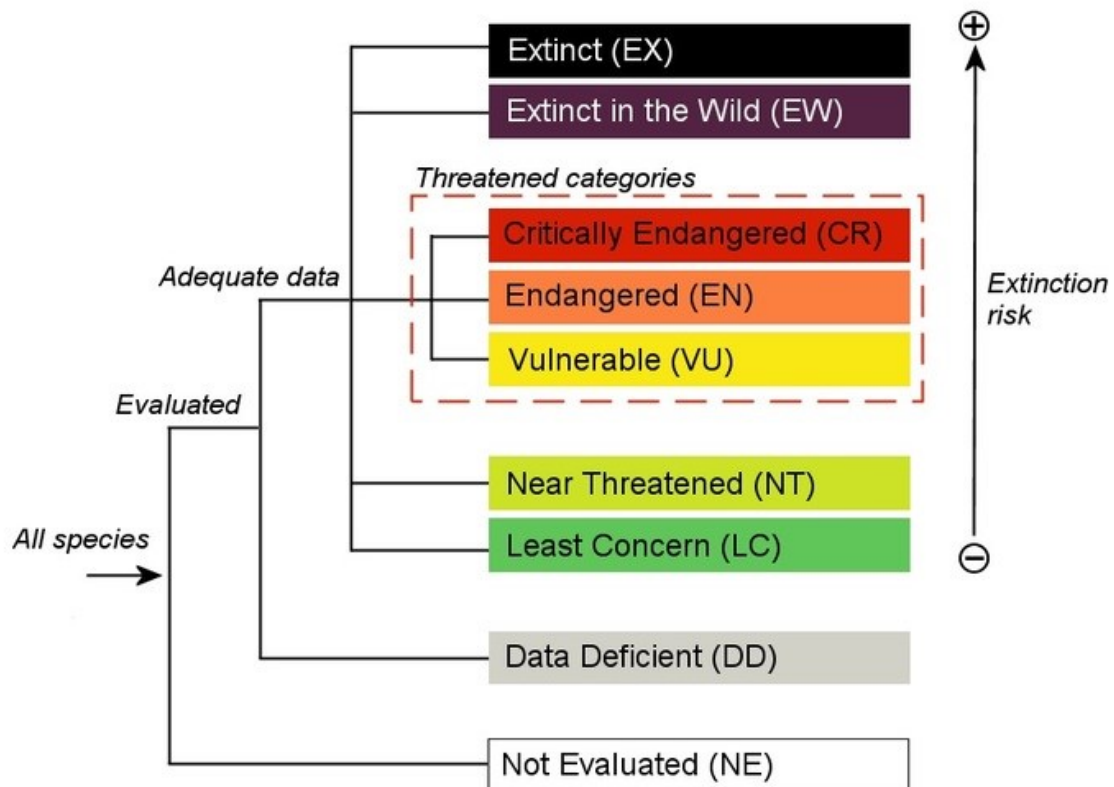 Extinct (EX)
Extinct in the Wild (EW)
Threatened categories
Critically Endangered (CR)
Adequate data
Endangered (EN)
Extinction
risk
Vulnerable (VU)
Evaluated
Near Threatened (NT)
All species
Least Concern (LC)
Data Deficient (DD)
Not Evaluated (NE)